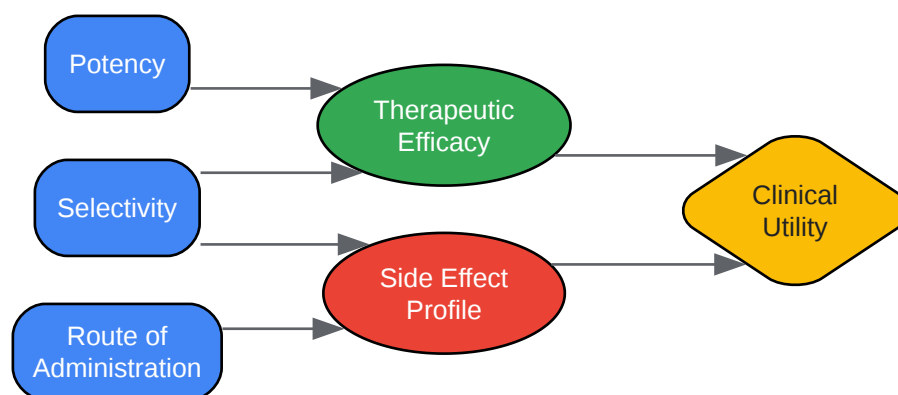 Potency
Therapeutic
Efficacy
Selectivity
Clinical
Utility
Side Effect
Profile
Route of
Administration